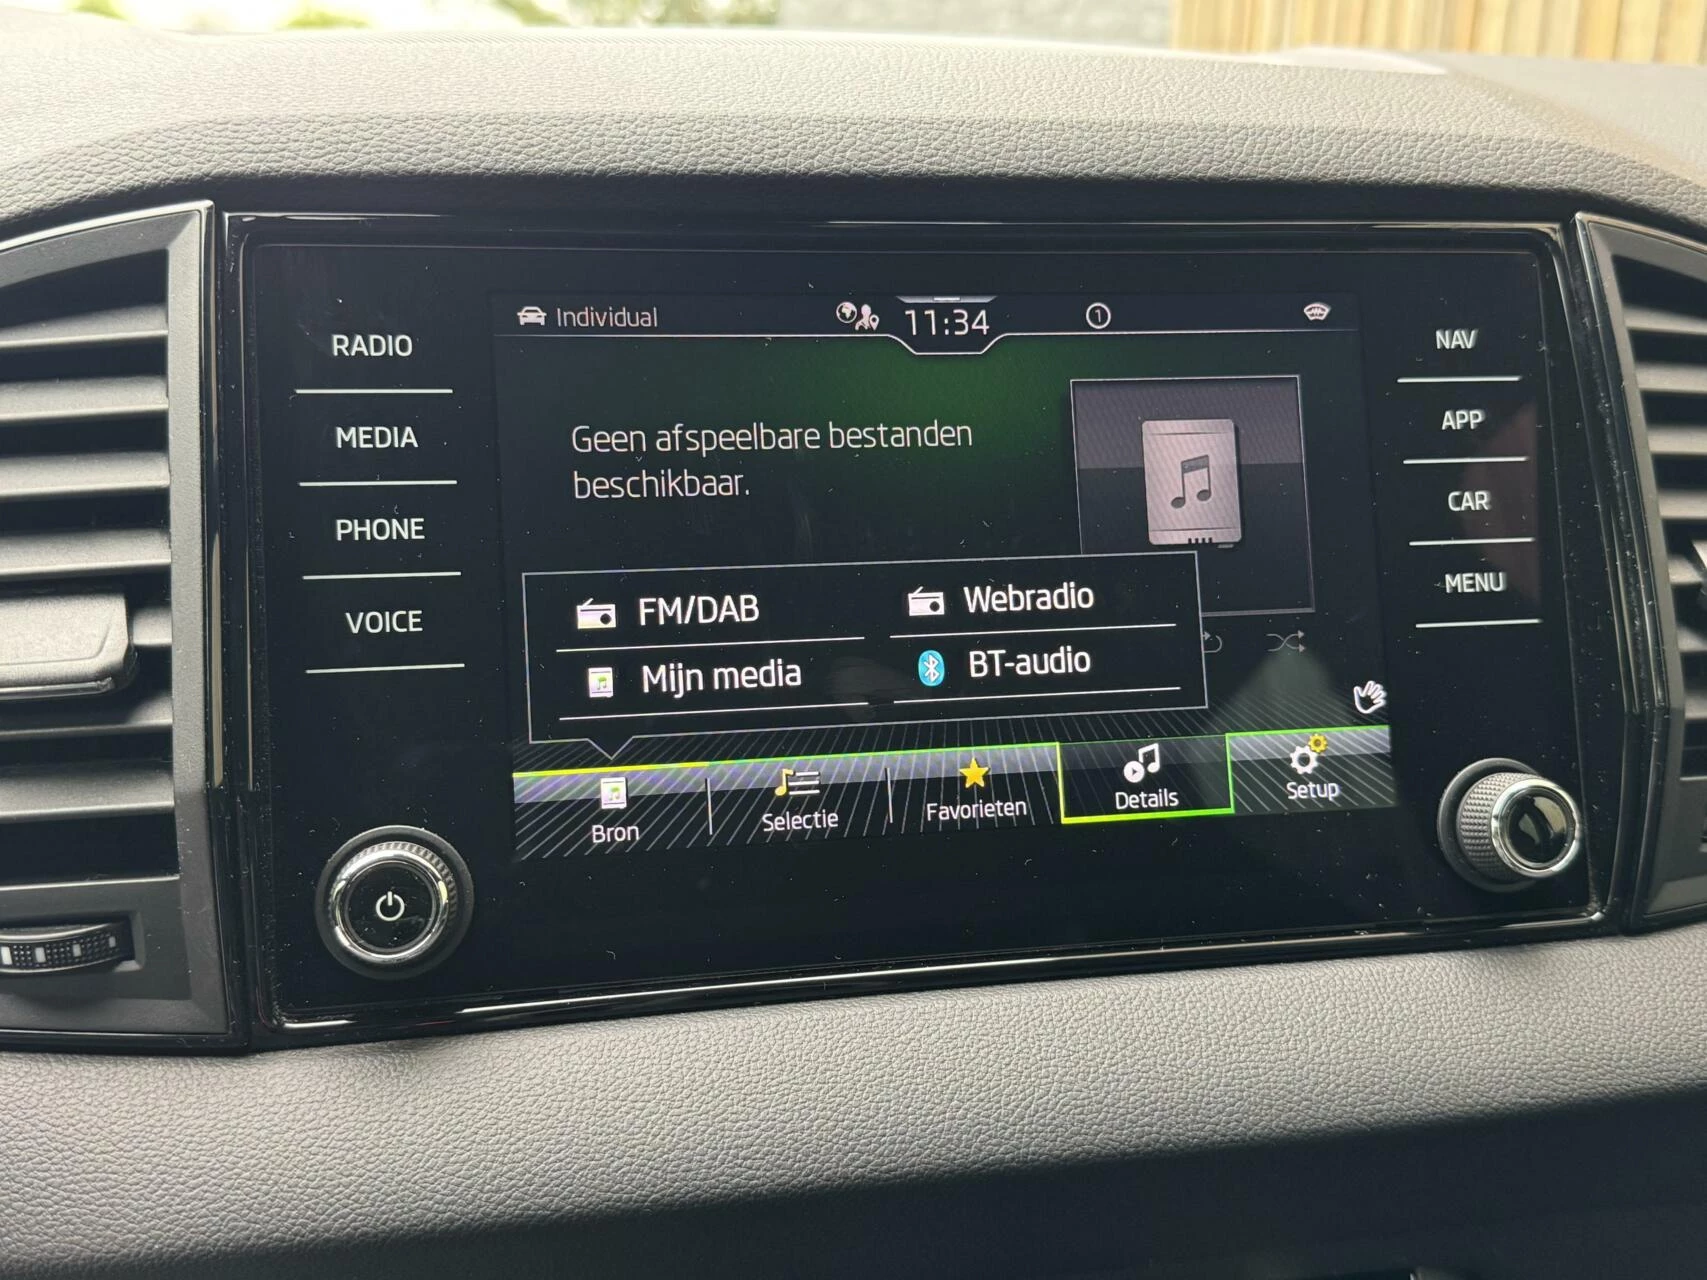 RADIO
MEDIA
PHONE
VOICE
Individual
11:34
1
Geen afspeelbare bestanden
beschikbaar.
FM/DAB
Webradio
Mijn media
BT-audio
Bron
Selectie
Favorieten
Details
Setup
NAV
APP
CAR
MENU